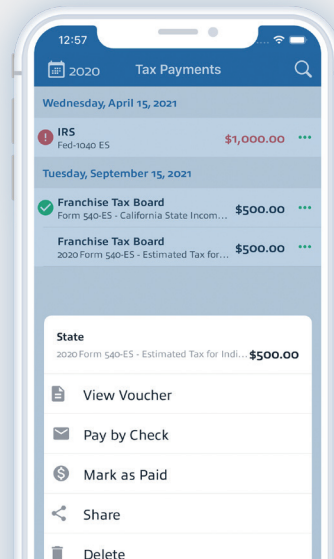 12:57
2020 Tax Payments
Wednesday, April 15, 2021
IRS
Fed-1040 ES $1,000.00
Tuesday, September 15, 2021
Franchise Tax Board
Form 540-ES - California State Incom... $500.00
Franchise Tax Board
2020 Form 540-ES - Estimated Tax for... $500.00
State
2020 Form 540-ES - Estimated Tax for Indi... $500.00
View Voucher
Pay by Check
Mark as Paid
Share
Delete